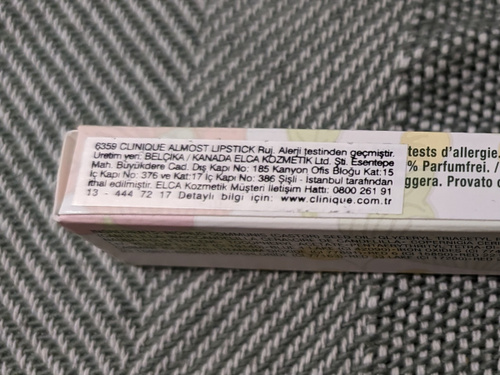 6359 CLINIQUE ALMOST LIPSTICK Ruj. Alerji testinden geçmiştir.
Üretim yeri: BELÇİKA / KANADA ELCA KOZMETİK Ltd. Şti. Esentepe
Mah. Büyükdere Cad. Dış Kapı No: 185 Kanyon Ofis Bloğu Kat:15
İç Kapı No: 376 ve Kat:17 İç Kapı No: 386 Şişli - İstanbul tarafından
ithal edilmiştir. ELCA Kozmetik Müşteri İletişim Hattı: 0800 261 91
13 - 444 72 17 Detaylı bilgi için: www.clinique.com.tr
tests d'allergie.
% Parfumfrei. /
ggera. Provato